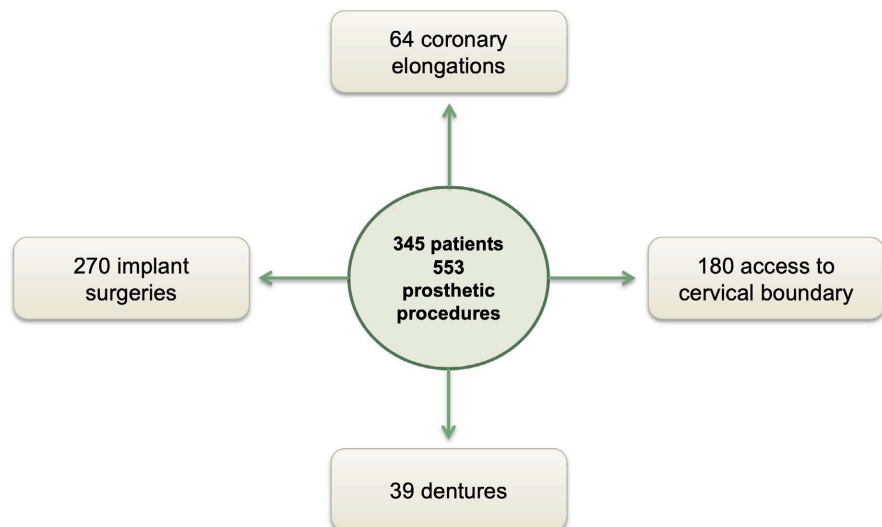 64 coronary
elongations
345 patients
553
prosthetic
procedures
270 implant
surgeries
180 access to
cervical boundary
39 dentures